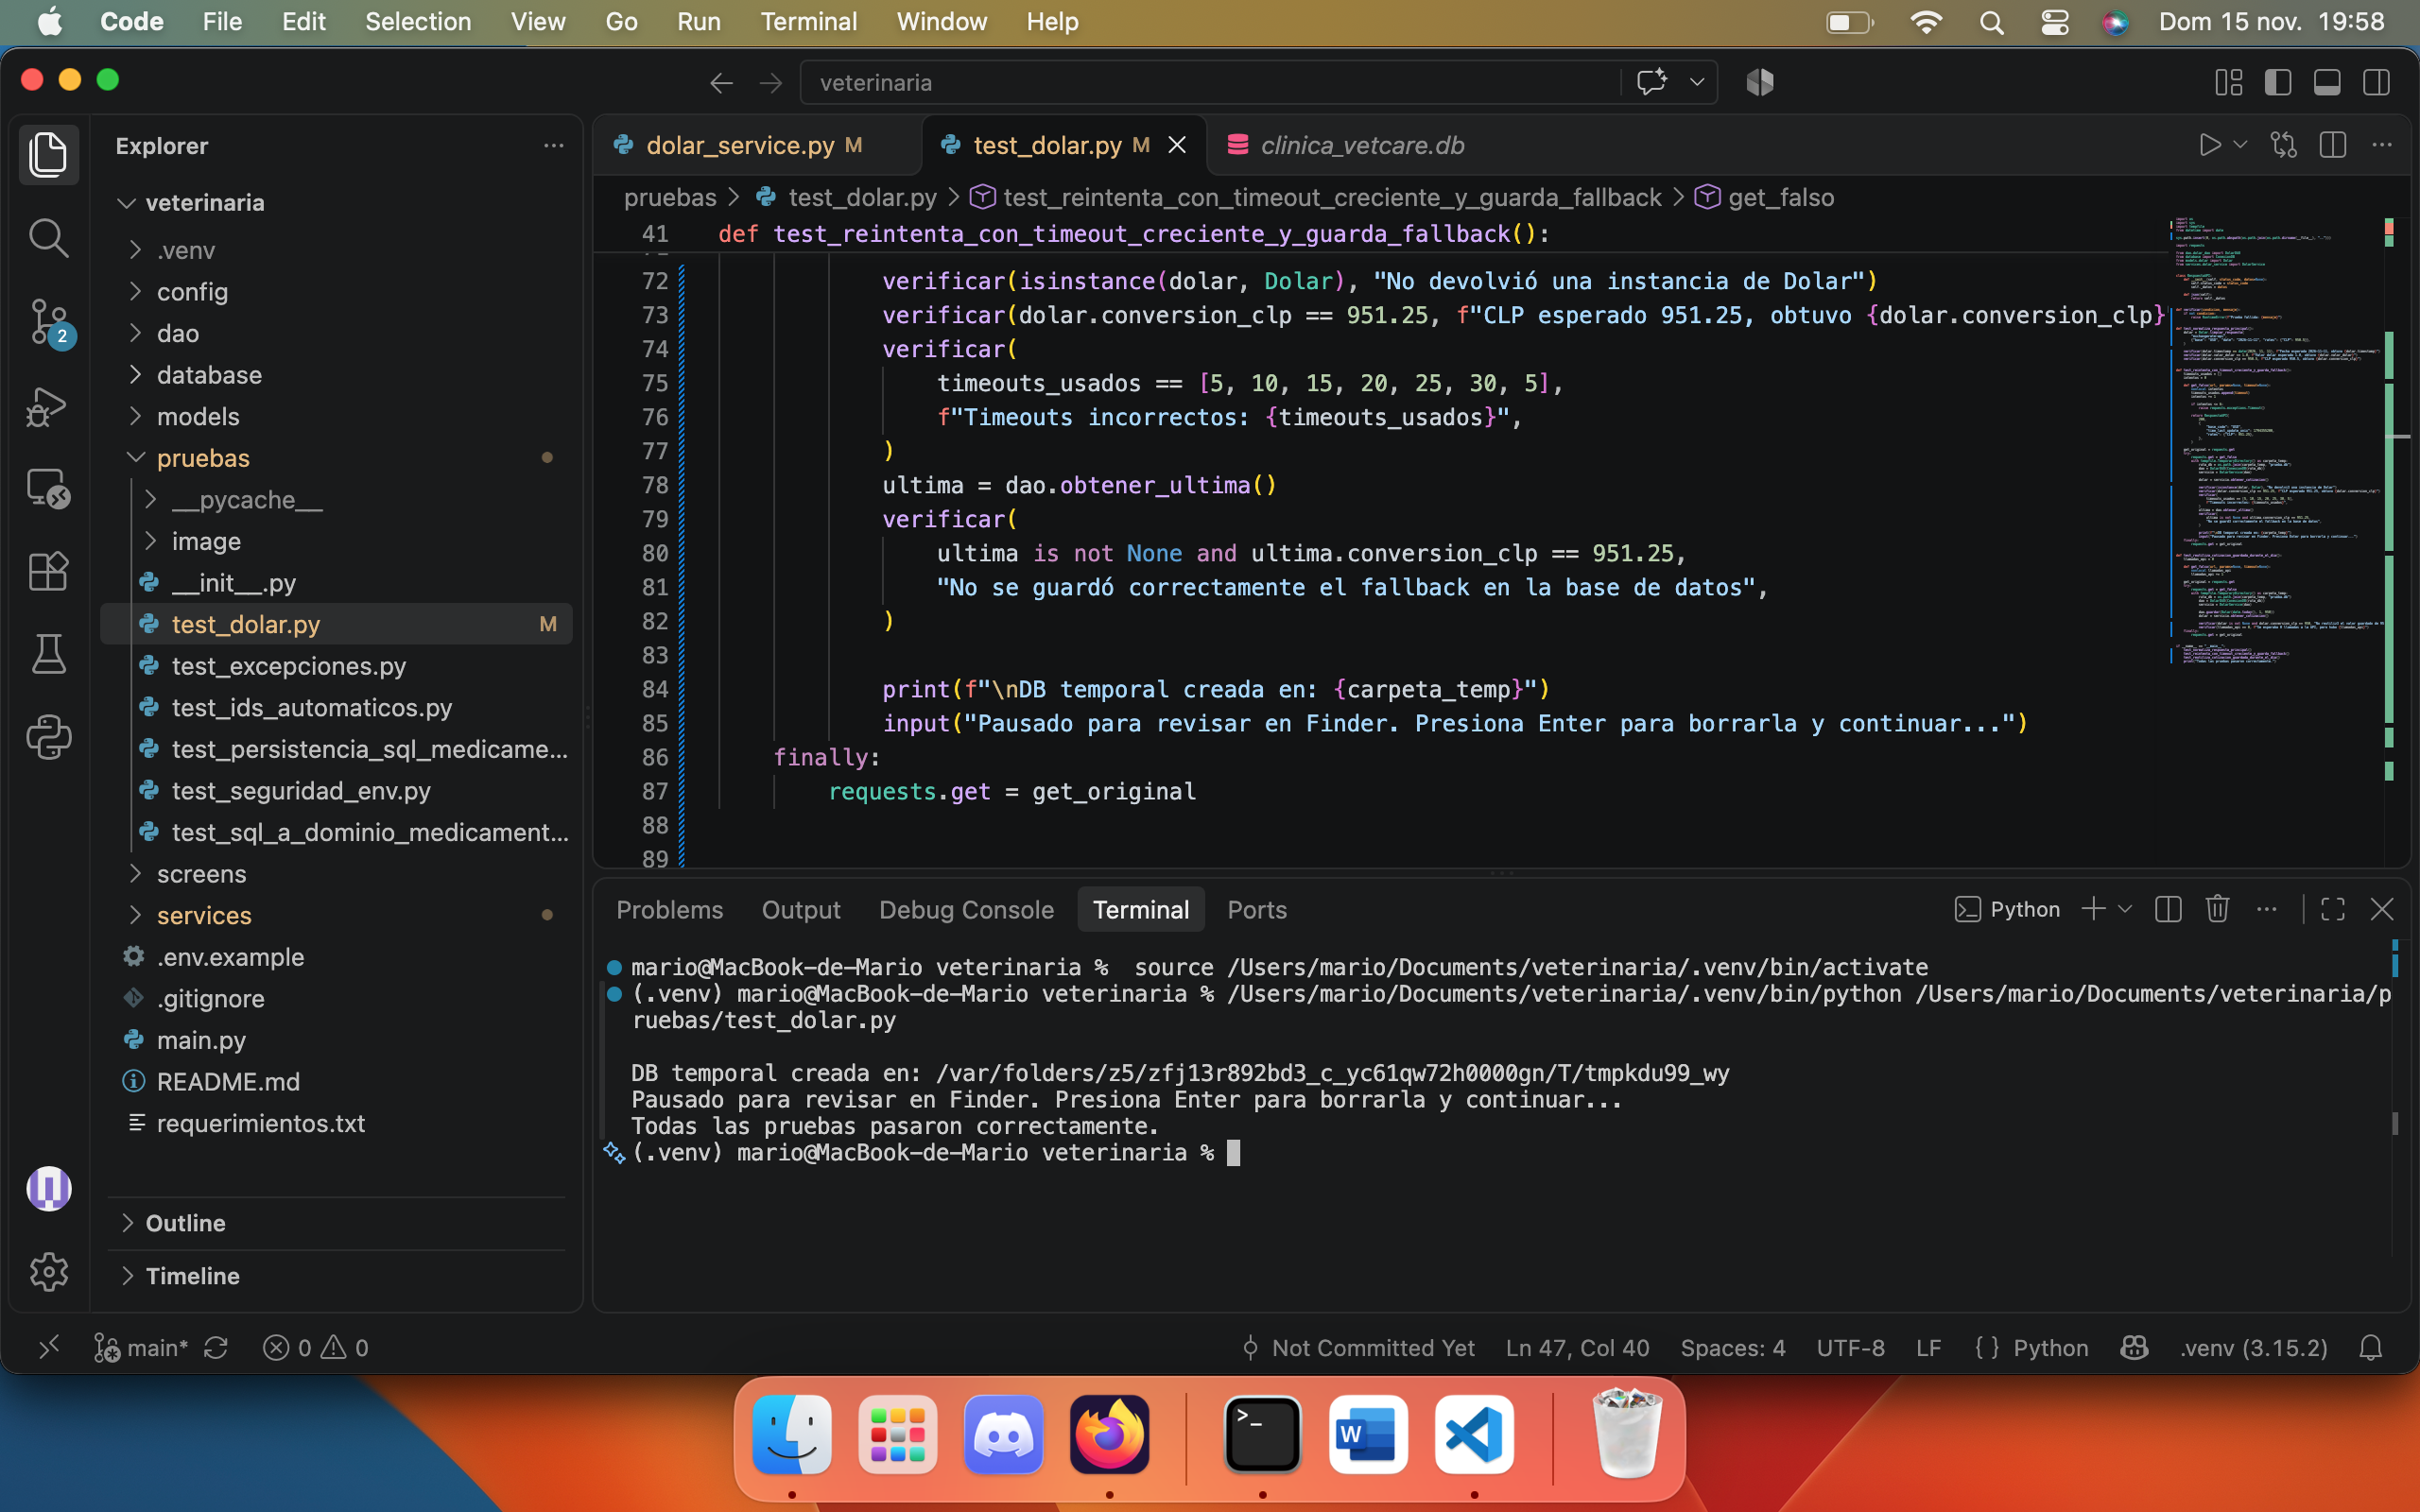 Code File Edit Selection View Go Run Terminal Window Help Dom 15 nov. 19:58
veterinaria
Explorer
veterinaria
.venv
config
dao
database
models
pruebas
__pycache__
image
__init__.py
test_dolar.py M
test_excepciones.py
test_ids_automaticos.py
test_persistencia_sql_medicame...
test_seguridad_env.py
test_sql_a_dominio_medicament...
screens
services
.env.example
.gitignore
main.py
README.md
requerimientos.txt
Outline
Timeline
2
dolar_service.py M test_dolar.py M clinica_vetcare.db
pruebas > test_dolar.py > test_reintenta_con_timeout_creciente_y_guarda_fallback > get_falso
41 def test_reintenta_con_timeout_creciente_y_guarda_fallback():
72 verificar(isinstance(dolar, Dolar), "No devolvió una instancia de Dolar")
73 verificar(dolar.conversion_clp == 951.25, f"CLP esperado 951.25, obtuvo {dolar.conversion_clp}
74 verificar(
75 timeouts_usados == [5, 10, 15, 20, 25, 30, 5],
76 f"Timeouts incorrectos: {timeouts_usados}",
77 )
78 ultima = dao.obtener_ultima()
79 verificar(
80 ultima is not None and ultima.conversion_clp == 951.25,
81 "No se guardó correctamente el fallback en la base de datos",
82 )
83
84 print(f"\nDB temporal creada en: {carpeta_temp}")
85 input("Pausado para revisar en Finder. Presiona Enter para borrarla y continuar...")
86 finally:
87 requests.get = get_original
88
89
Problems Output Debug Console Terminal Ports Python
mario@MacBook-de-Mario veterinaria %  source /Users/mario/Documents/veterinaria/.venv/bin/activate
(.venv) mario@MacBook-de-Mario veterinaria % /Users/mario/Documents/veterinaria/.venv/bin/python /Users/mario/Documents/veterinaria/p
ruebas/test_dolar.py
DB temporal creada en: /var/folders/z5/zfj13r892bd3_c_yc61qw72h0000gn/T/tmpkdu99_wy
Pausado para revisar en Finder. Presiona Enter para borrarla y continuar...
Todas las pruebas pasaron correctamente.
(.venv) mario@MacBook-de-Mario veterinaria %
main* 0 0 Not Committed Yet Ln 47, Col 40 Spaces: 4 UTF-8 LF {} Python .venv (3.15.2)